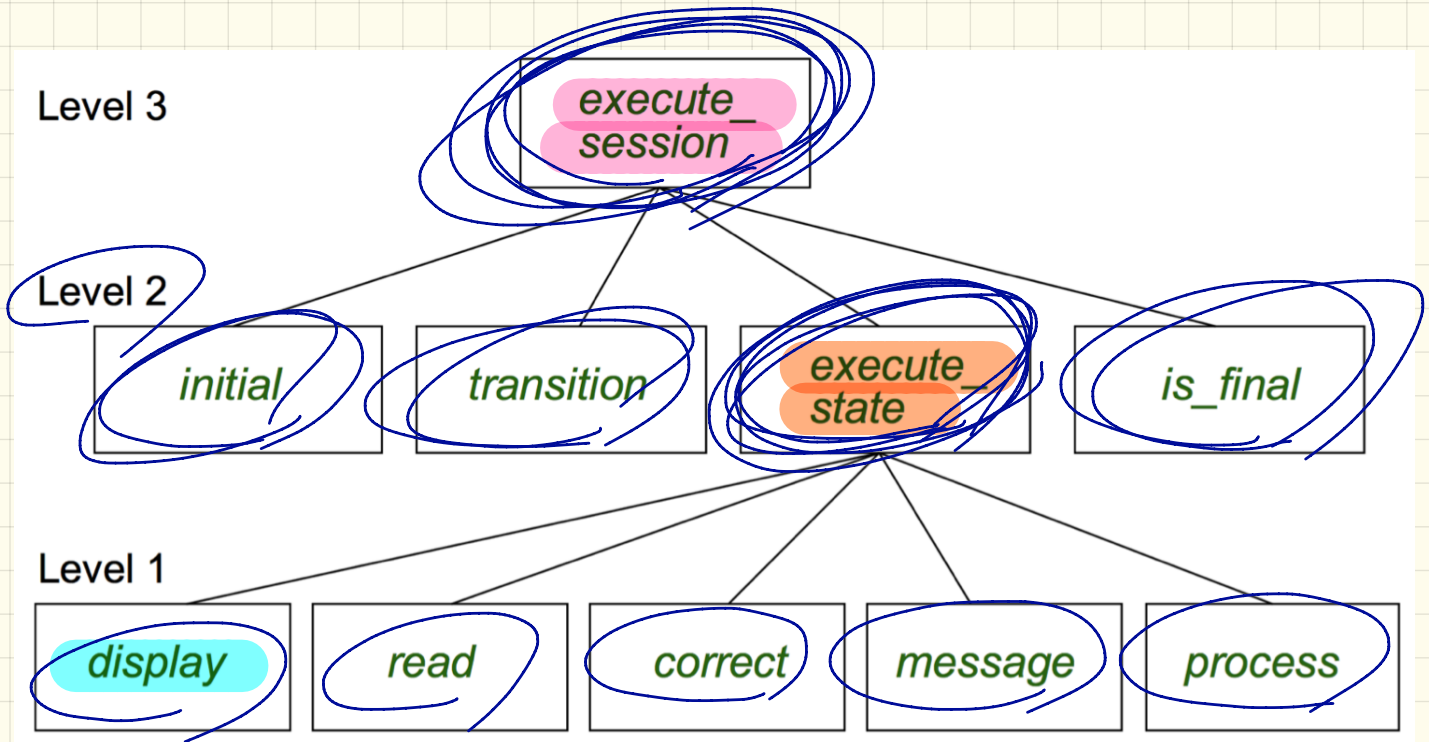 Level 3
execute_
session
Level 2
initial
transition
execute_
state
is_final
Level 1
display
read
correct
message
process